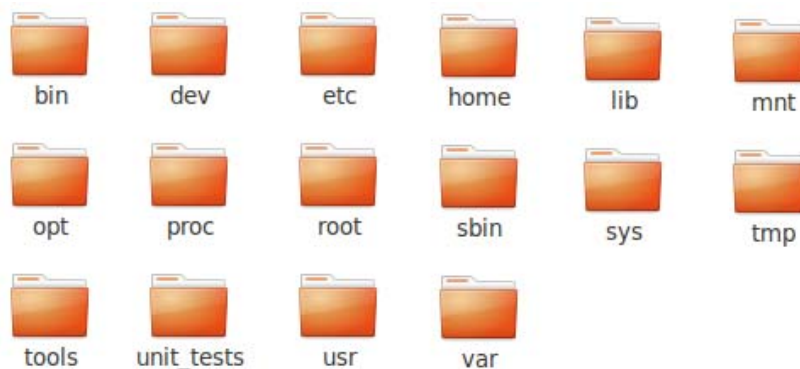 bin dev etc home lib mnt
opt proc root sbin sys tmp
tools unit_tests usr var